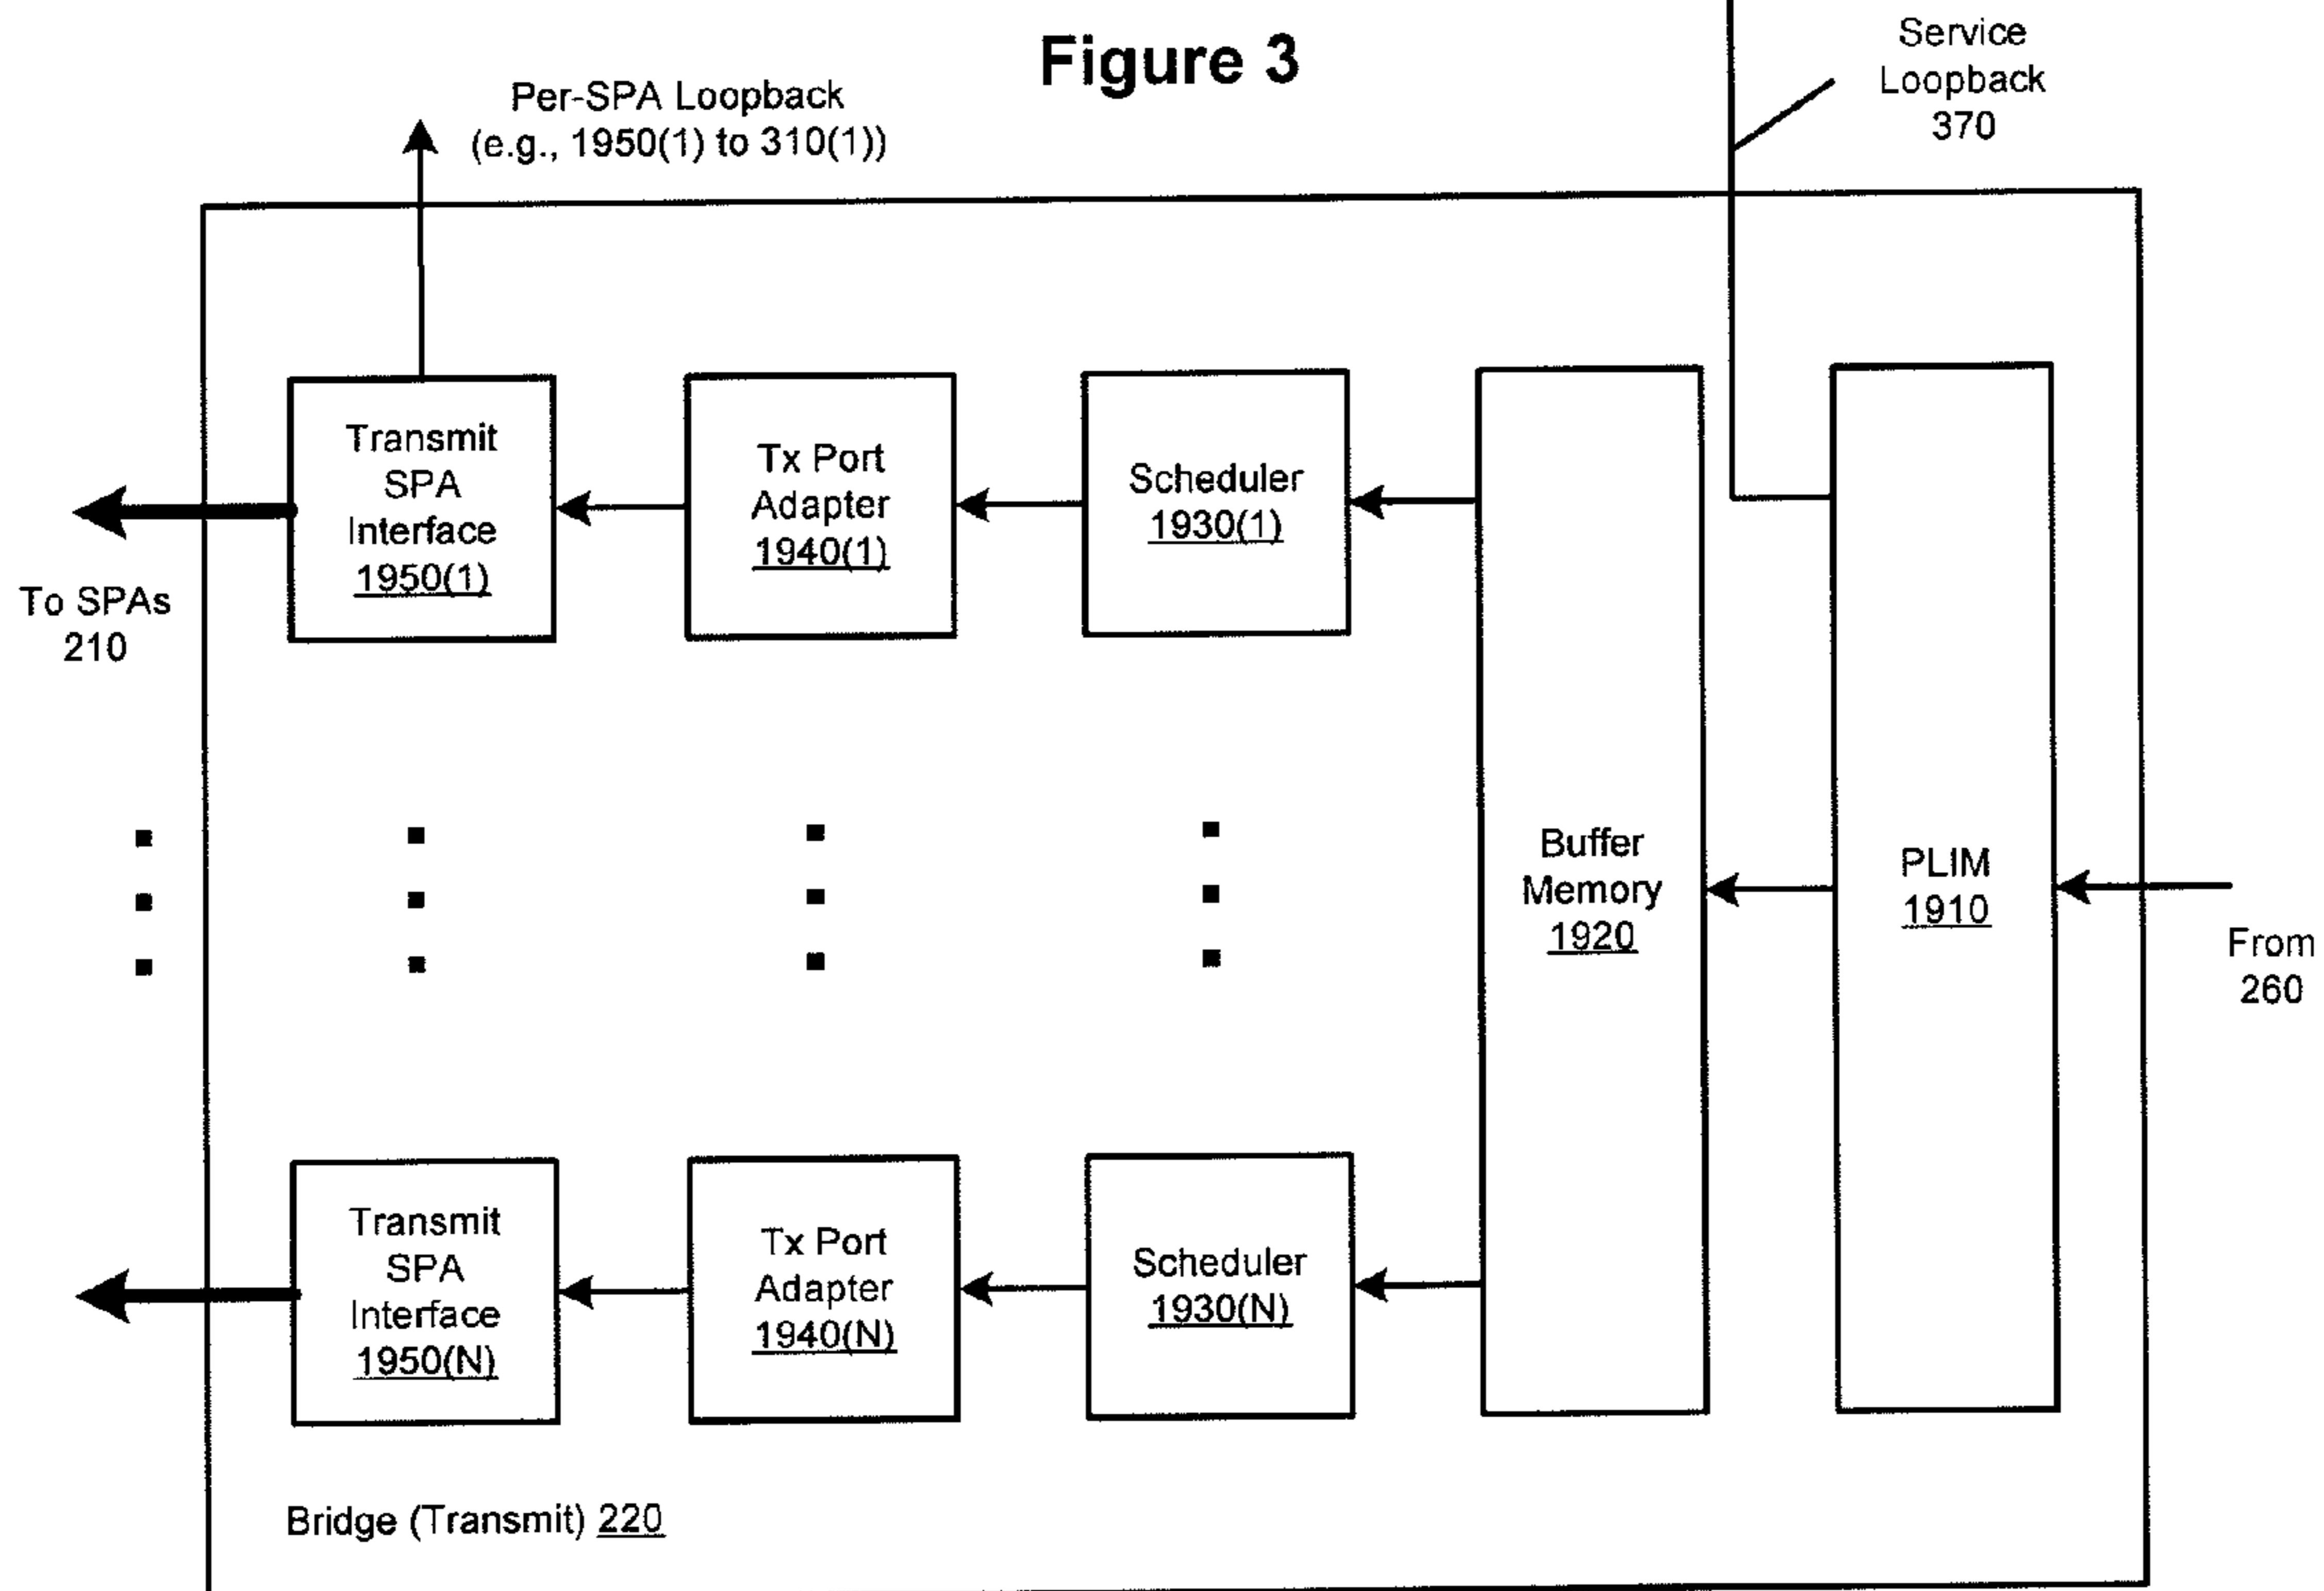 Figure 3
Service
Loopback
370
Per-SPA Loopback
(e.g., 1950(1) to 310(1))
Transmit
SPA
Interface
1950(1)
Tx Port
Adapter
1940(1)
Scheduler
1930(1)
To SPAs
210
Buffer
Memory
1920
PLIM
1910
From
260
Transmit
SPA
Interface
1950(N)
Tx Port
Adapter
1940(N)
Scheduler
1930(N)
Bridge (Transmit) 220